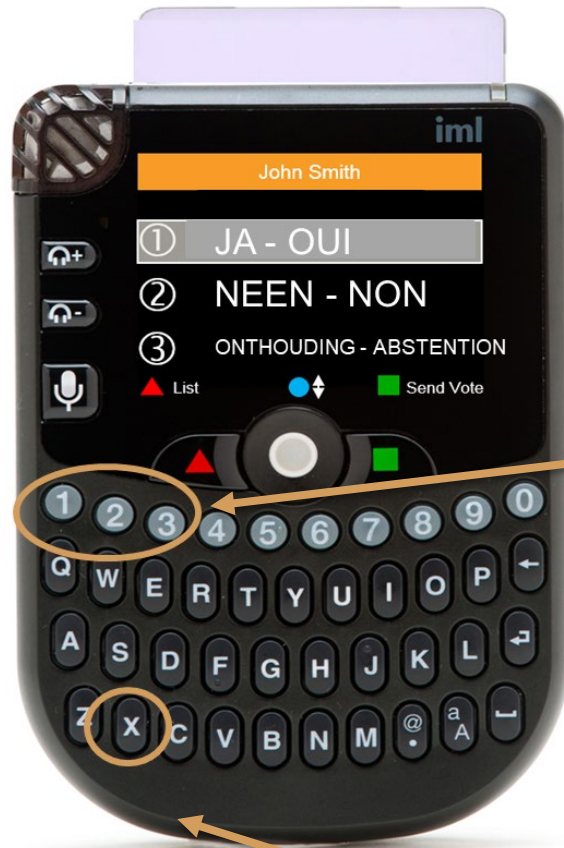 iml
John Smith
① JA - OUI
② NEEN - NON
③ ONTHOUDING - ABSTENTION
List Send Vote
1 2 3 4 5 6 7 8 9 0
Q W E R T Y U I O P
A S D F G H J K L
Z X C V B N M @ . a A